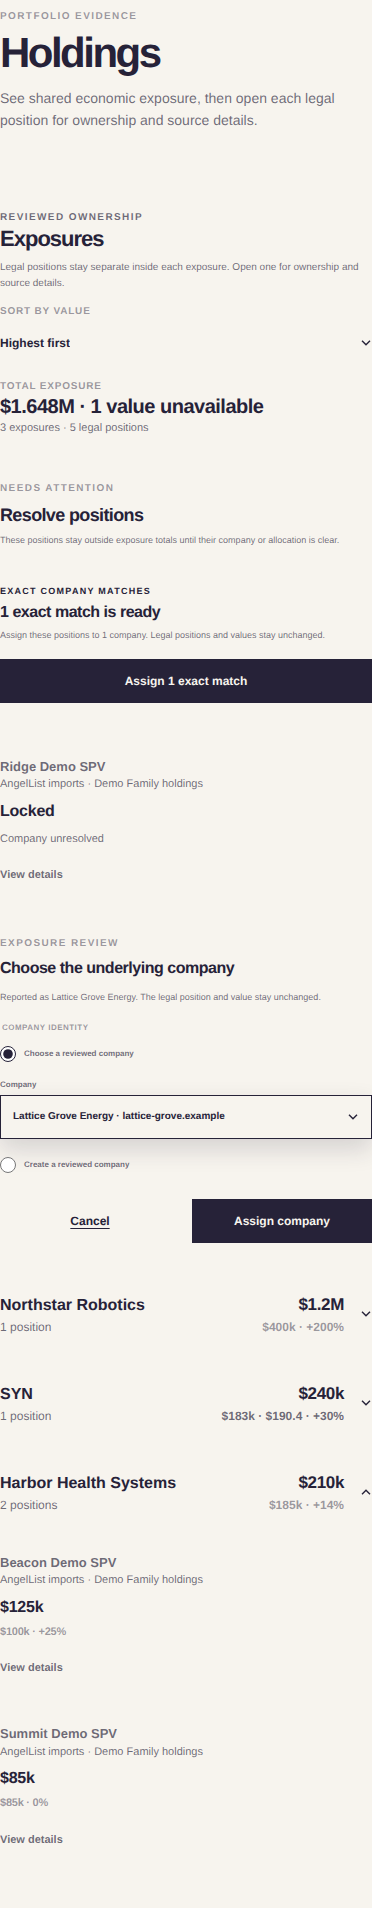 PORTFOLIO EVIDENCE
Holdings
See shared economic exposure, then open each legal
position for ownership and source details.
REVIEWED OWNERSHIP
Exposures
Legal positions stay separate inside each exposure. Open one for ownership and
source details.
SORT BY VALUE
Highest first
TOTAL EXPOSURE
$1.648M · 1 value unavailable
3 exposures · 5 legal positions
NEEDS ATTENTION
Resolve positions
These positions stay outside exposure totals until their company or allocation is clear.
EXACT COMPANY MATCHES
1 exact match is ready
Assign these positions to 1 company. Legal positions and values stay unchanged.
Assign 1 exact match
Ridge Demo SPV
AngelList imports · Demo Family holdings
Locked
Company unresolved
View details
EXPOSURE REVIEW
Choose the underlying company
Reported as Lattice Grove Energy. The legal position and value stay unchanged.
COMPANY IDENTITY
Choose a reviewed company
Company
Lattice Grove Energy · lattice-grove.example
Create a reviewed company
Cancel
Assign company
Northstar Robotics
$1.2M
1 position
$400k · +200%
SYN
$240k
1 position
$183k · $190.4 · +30%
Harbor Health Systems
$210k
2 positions
$185k · +14%
Beacon Demo SPV
AngelList imports · Demo Family holdings
$125k
$100k · +25%
View details
Summit Demo SPV
AngelList imports · Demo Family holdings
$85k
$85k · 0%
View details